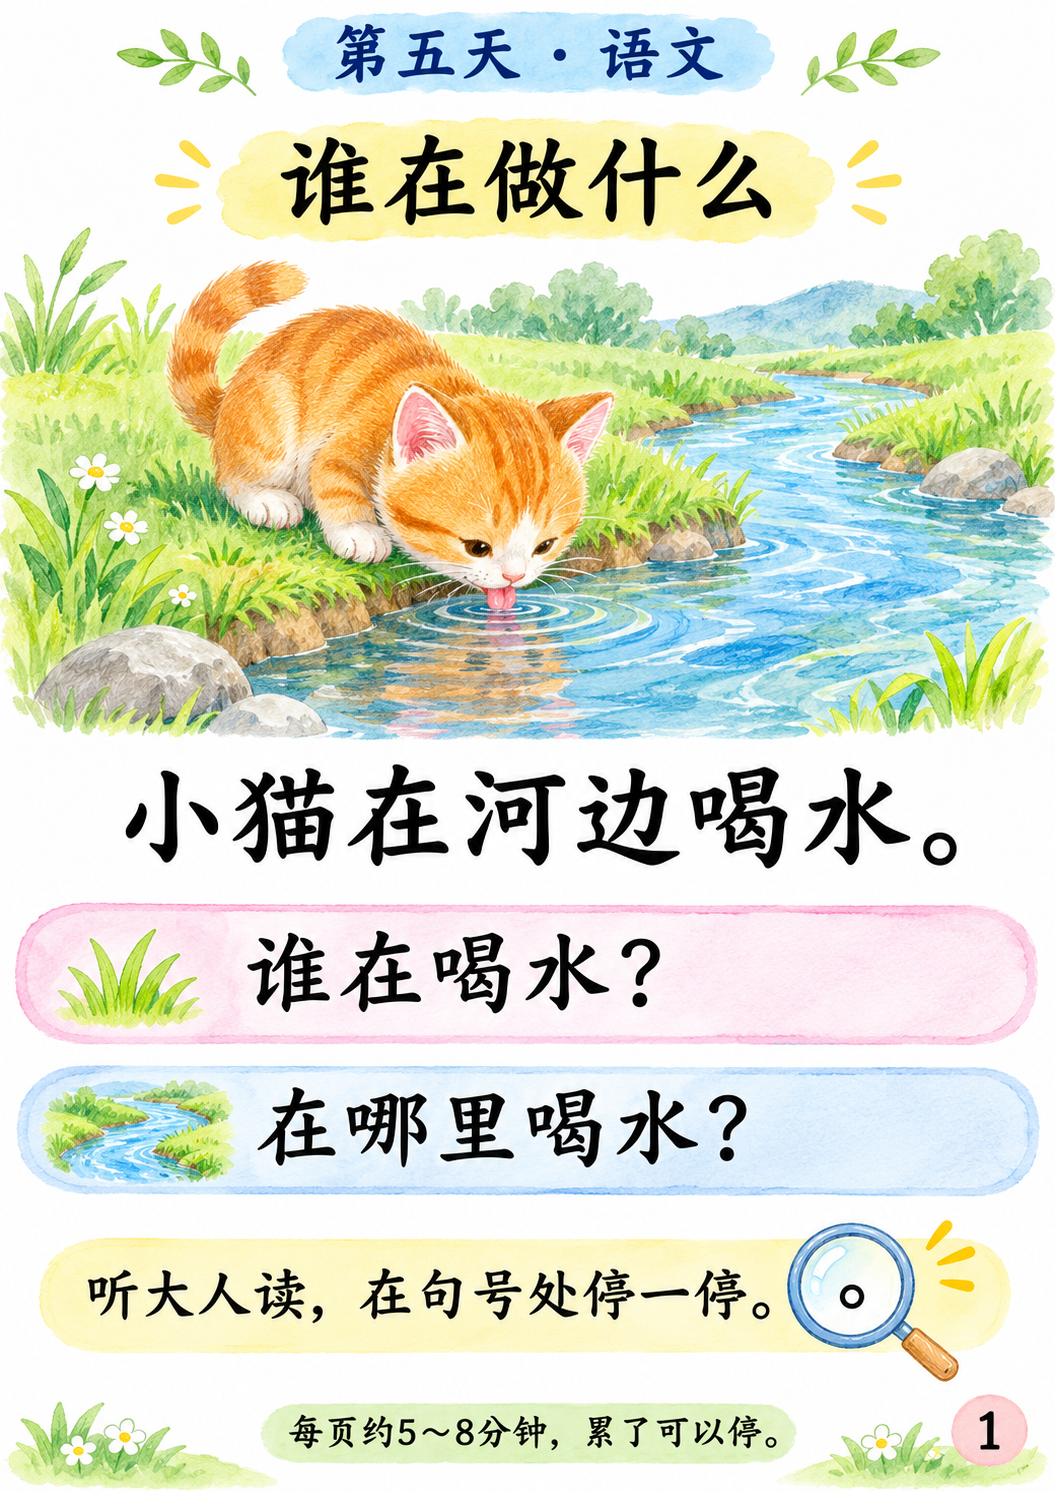 第五天·语文
谁在做什么
小猫在河边喝水。
谁在喝水？
在哪里喝水？
听大人读，在句号处停一停。
每页约5～8分钟，累了可以停。
1